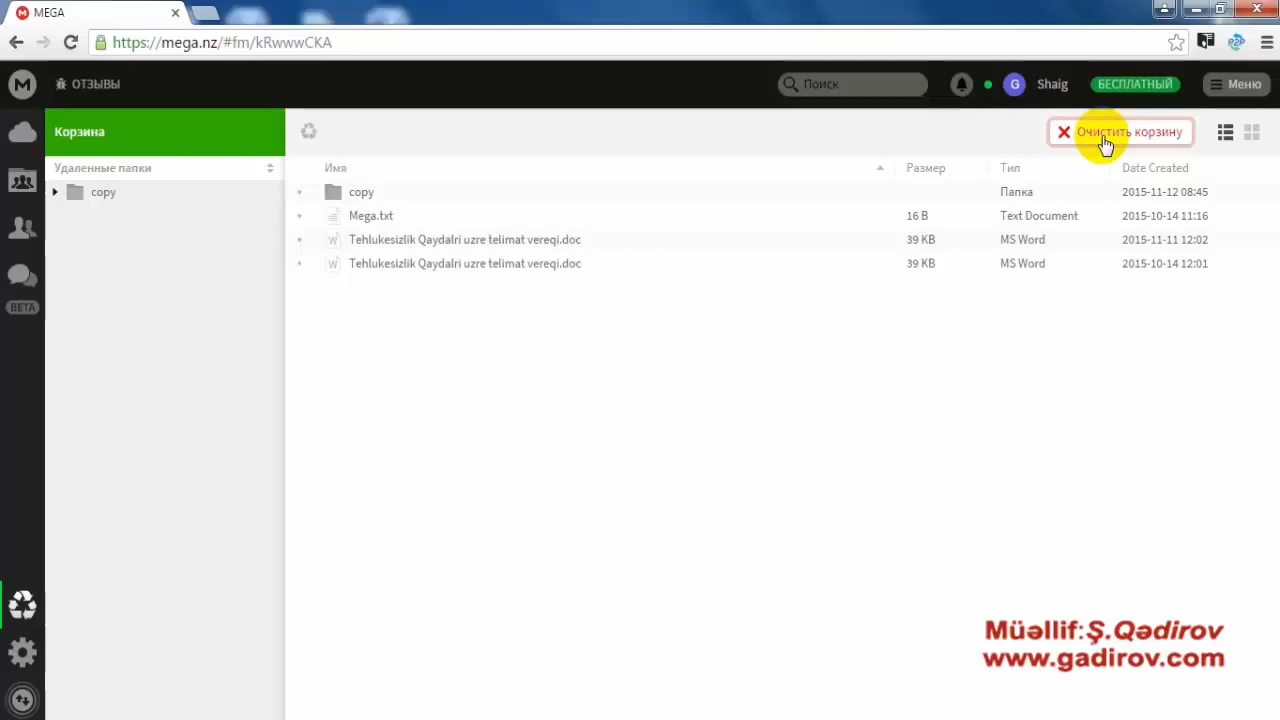 MEGA
https://mega.nz/#fm/kRwwwCKA
ОТЗЫВЫ
Поиск
G
Shaig
БЕСПЛАТНЫЙ
Меню
Корзина
Очистить корзину
Удаленные папки
Имя
Размер
Тип
Date Created
copy
copy
Папка
2015-11-12 08:45
Mega.txt
16 B
Text Document
2015-10-14 11:16
Tehlukesizlik Qaydalri uzre telimat vereqi.doc
39 KB
MS Word
2015-11-11 12:02
Tehlukesizlik Qaydalri uzre telimat vereqi.doc
39 KB
MS Word
2015-10-14 12:01
BETA
Müəllif:Ş.Qədirov
www.gadirov.com